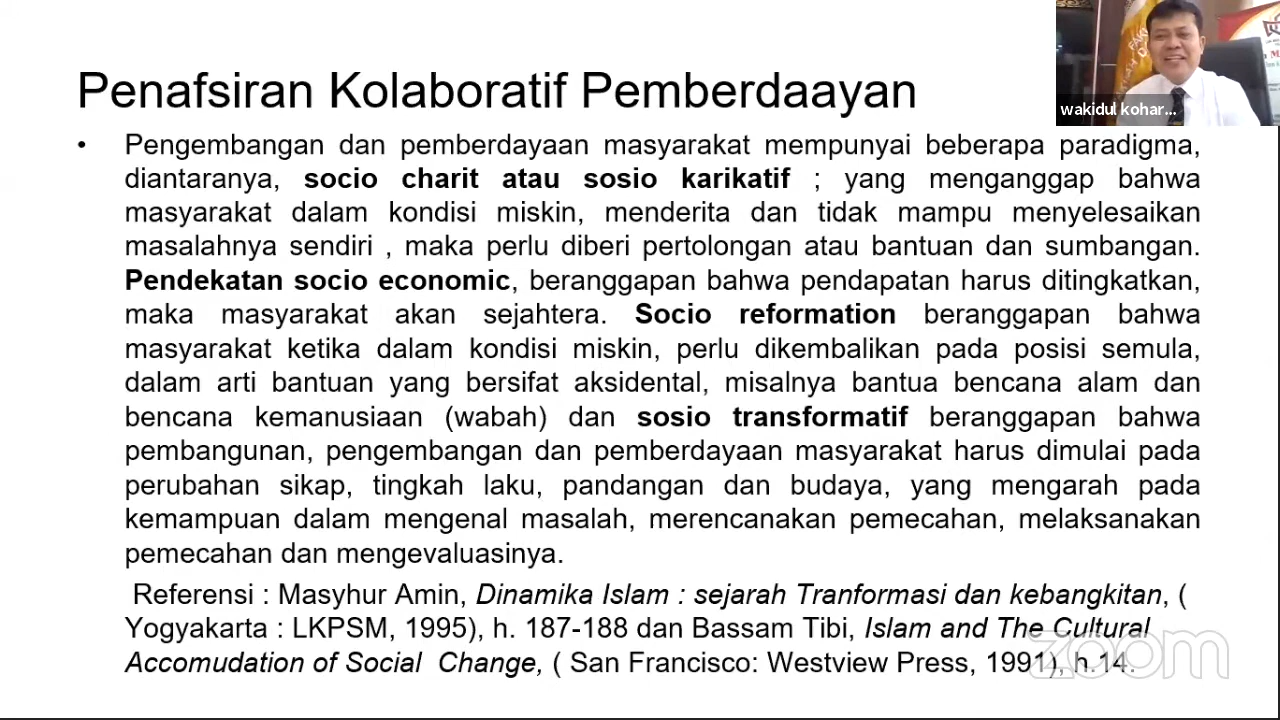 Penafsiran Kolaboratif Pemberdaayan
wakidul kohar...
• Pengembangan dan pemberdayaan masyarakat mempunyai beberapa paradigma,
diantaranya, socio charit atau sosio karikatif ; yang menganggap bahwa
masyarakat dalam kondisi miskin, menderita dan tidak mampu menyelesaikan
masalahnya sendiri , maka perlu diberi pertolongan atau bantuan dan sumbangan.
Pendekatan socio economic, beranggapan bahwa pendapatan harus ditingkatkan,
maka masyarakat akan sejahtera. Socio reformation beranggapan bahwa
masyarakat ketika dalam kondisi miskin, perlu dikembalikan pada posisi semula,
dalam arti bantuan yang bersifat aksidental, misalnya bantua bencana alam dan
bencana kemanusiaan (wabah) dan sosio transformatif beranggapan bahwa
pembangunan, pengembangan dan pemberdayaan masyarakat harus dimulai pada
perubahan sikap, tingkah laku, pandangan dan budaya, yang mengarah pada
kemampuan dalam mengenal masalah, merencanakan pemecahan, melaksanakan
pemecahan dan mengevaluasinya.
Referensi : Masyhur Amin, Dinamika Islam : sejarah Tranformasi dan kebangkitan, (
Yogyakarta : LKPSM, 1995), h. 187-188 dan Bassam Tibi, Islam and The Cultural
Accomudation of Social Change, ( San Francisco: Westview Press, 1991), h.14.
zoom